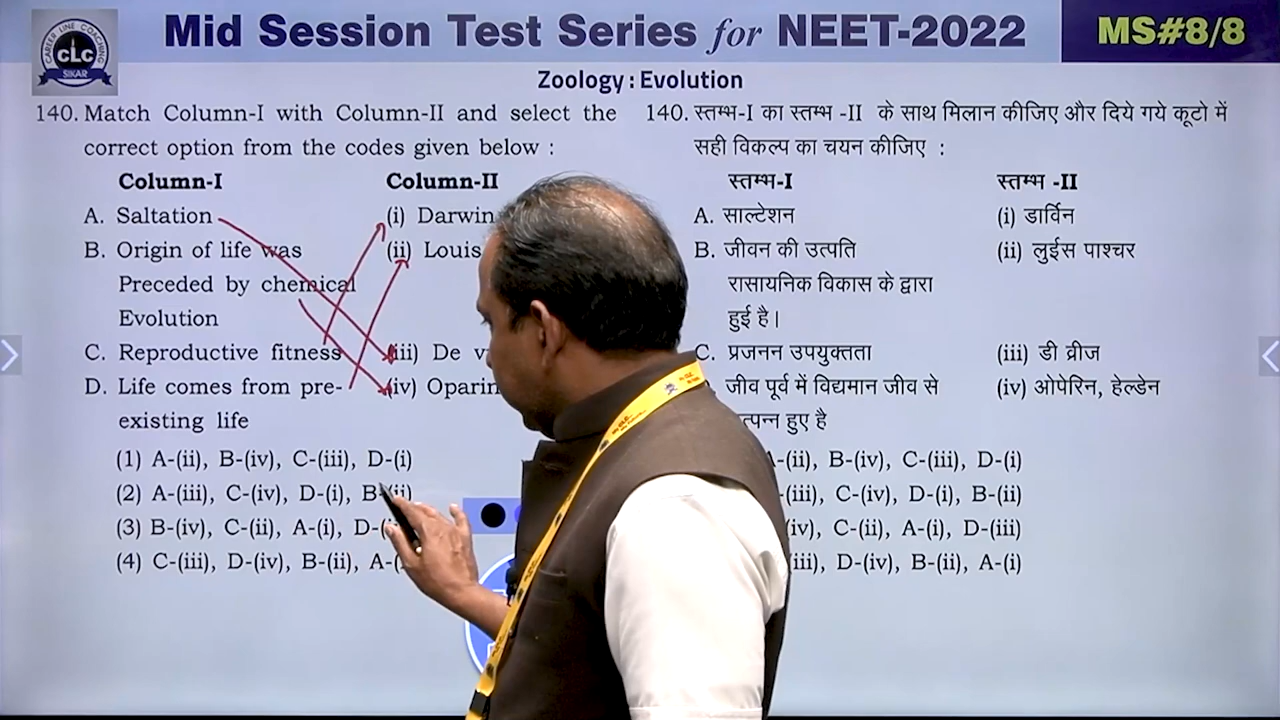 CAREER LINE COACHING
CLC
SIKAR
Mid Session Test Series for NEET-2022
MS#8/8
Zoology : Evolution
140. Match Column-I with Column-II and select the
correct option from the codes given below :
Column-I Column-II
A. Saltation (i) Darwin
B. Origin of life was (ii) Louis
Preceded by chemical
Evolution
C. Reproductive fitness (iii) De
D. Life comes from pre- (iv) Oparin
existing life
(1) A-(ii), B-(iv), C-(iii), D-(i)
(2) A-(iii), C-(iv), D-(i), B-(ii)
(3) B-(iv), C-(ii), A-(i),
(4) C-(iii), D-(iv), B-(ii),
140. स्तम्भ-I का स्तम्भ -II के साथ मिलान कीजिए और दिये गये कूटो में
सही विकल्प का चयन कीजिए :
स्तम्भ-I स्तम्भ -II
A. साल्टेशन (i) डार्विन
B. जीवन की उत्पति (ii) लुईस पाश्चर
रासायनिक विकास के द्वारा
हुई है।
C. प्रजनन उपयुक्तता (iii) डी व्रीज
जीव पूर्व में विद्यमान जीव से (iv) ओपेरिन, हेल्डेन
हुए है
A-(ii), B-(iv), C-(iii), D-(i)
C-(iv), D-(i), B-(ii)
C-(ii), A-(i), D-(iii)
D-(iv), B-(ii), A-(i)